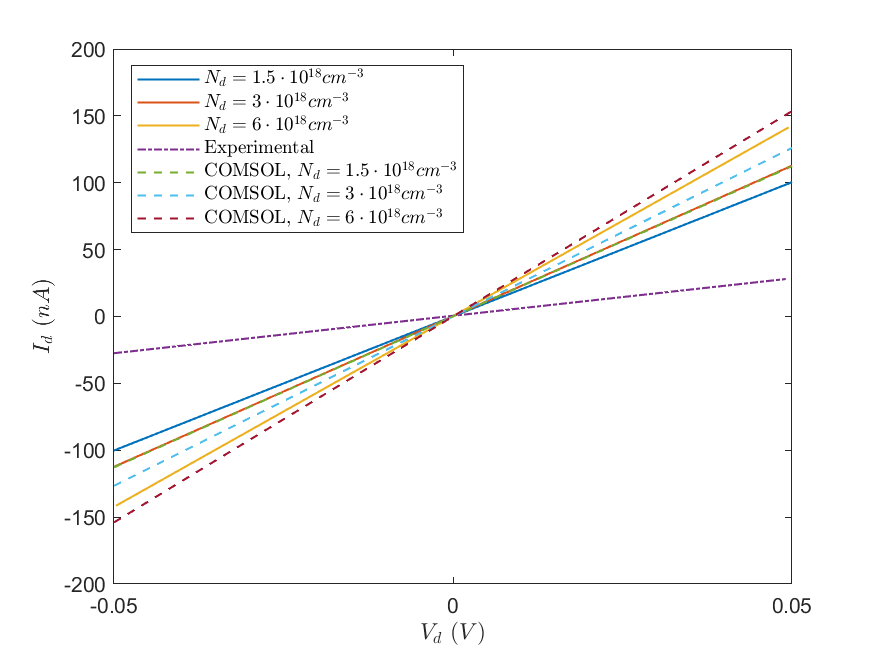 200
150
100
50
0
-50
-100
-150
-200
-0.05
0
0.05
I_d (nA)
V_d (V)
N_d = 1.5 · 10^18 cm^−3
N_d = 3 · 10^18 cm^−3
N_d = 6 · 10^18 cm^−3
Experimental
COMSOL, N_d = 1.5 · 10^18 cm^−3
COMSOL, N_d = 3 · 10^18 cm^−3
COMSOL, N_d = 6 · 10^18 cm^−3